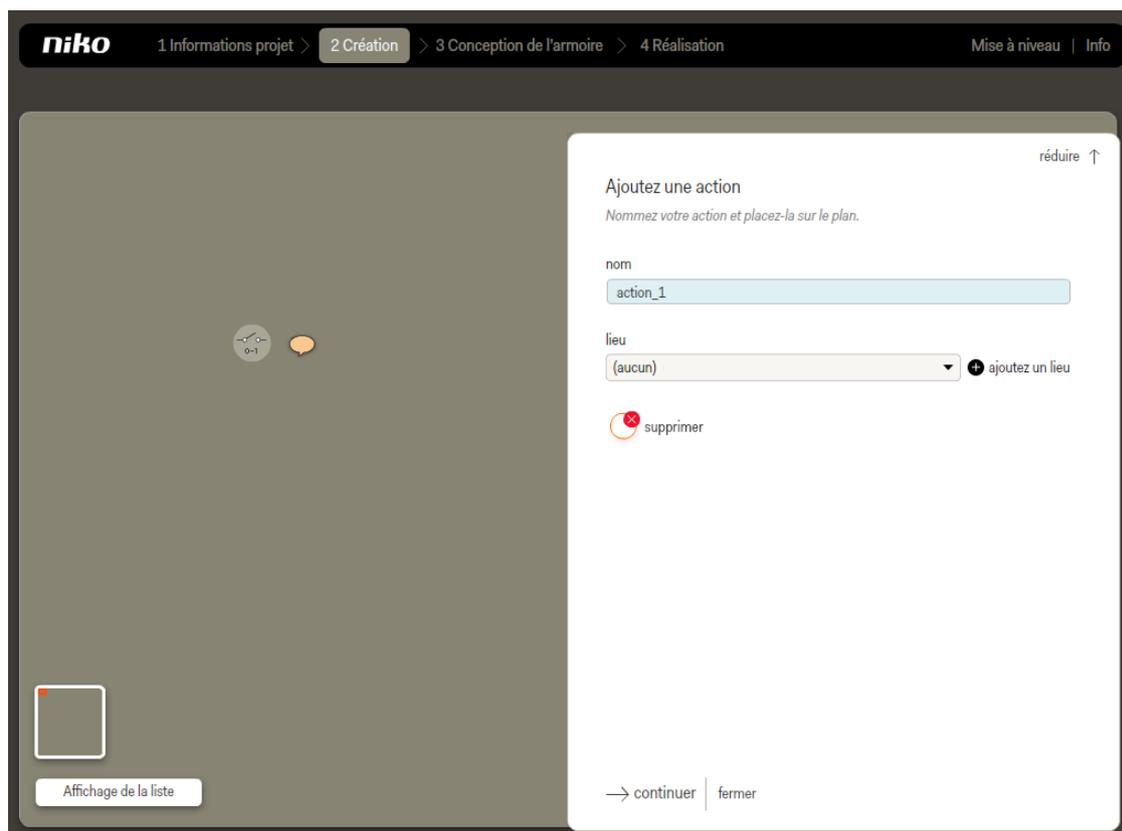 niko
1 Informations projet
2 Création
3 Conception de l'armoire
4 Réalisation
Mise à niveau | Info
réduire ↑
Ajoutez une action
Nommez votre action et placez-la sur le plan.
nom
action_1
lieu
(aucun)
ajoutez un lieu
supprimer
0-1
Affichage de la liste
continuer
fermer